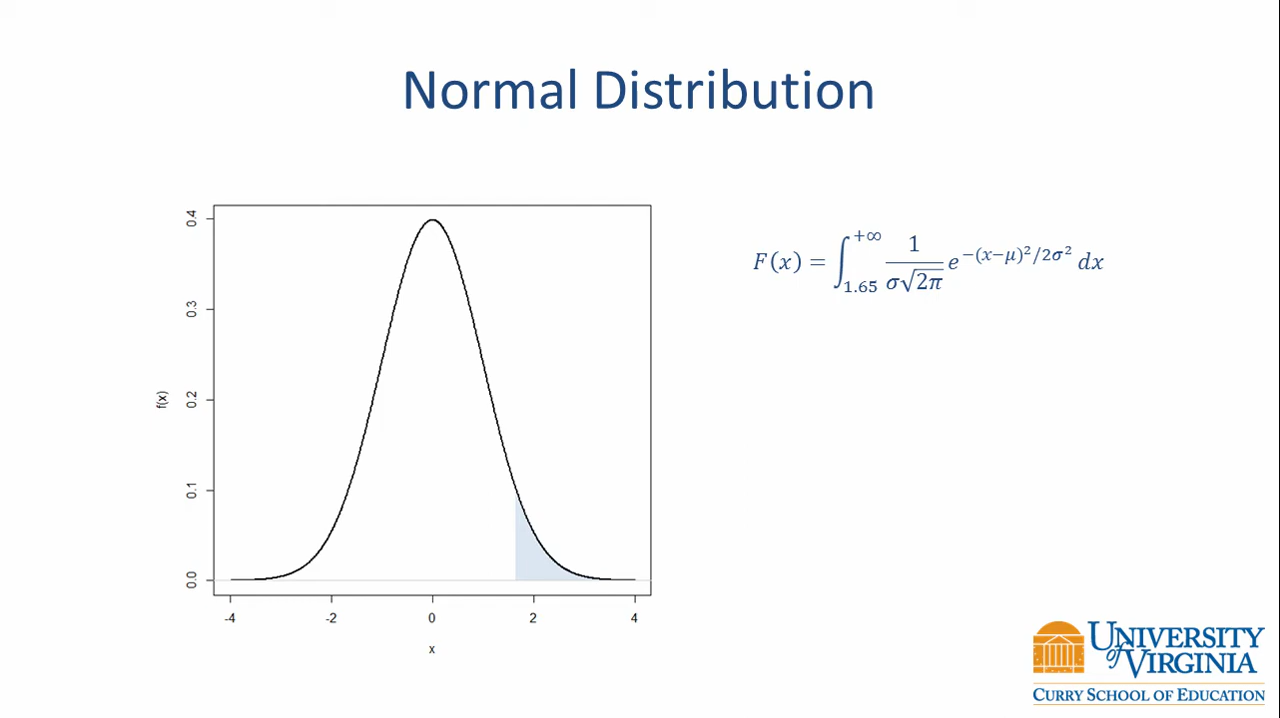 Normal Distribution
0.4
0.3
0.2
0.1
0.0
f(x)
-4 -2 0 2 4
x
F(x) = ∫_{1.65}^{+∞} \frac{1}{σ√2π} e^{−(x−μ)²/2σ²} dx
UNIVERSITY
of VIRGINIA
CURRY SCHOOL OF EDUCATION